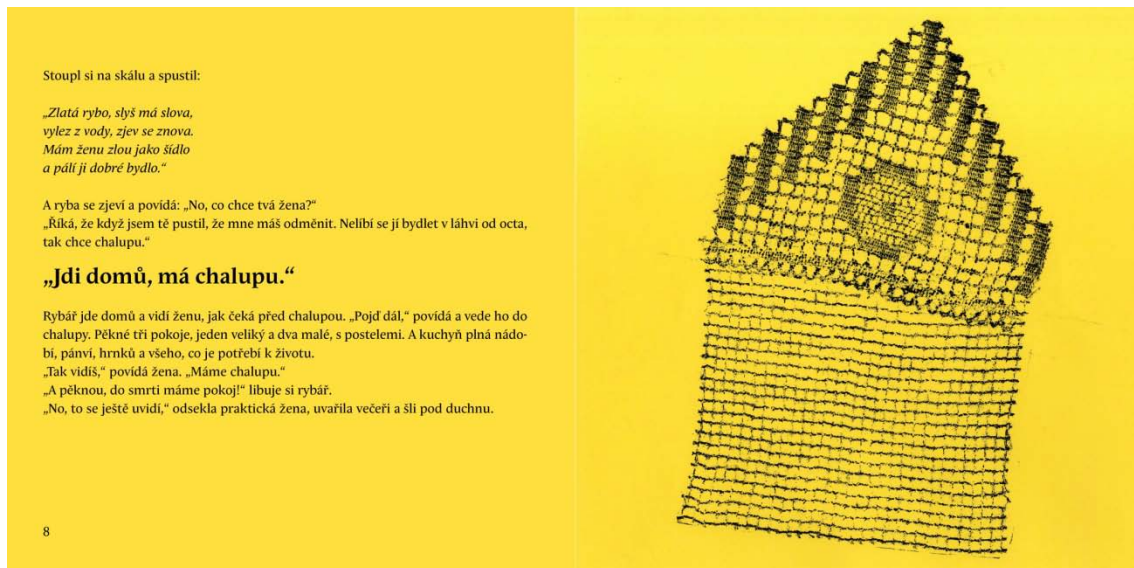 Stoupl si na skálu a spustil:
„Zlatá rybo, slyš má slova,
vylez z vody, zjev se znova.
Mám ženu zlou jako šídlo
a pálí ji dobré bydlo.“
A ryba se zjeví a povídá: „No, co chce tvá žena?“
„Říká, že když jsem tě pustil, že mne máš odměnit. Nelíbí se jí bydlet v láhvi od octa,
tak chce chalupu.“
„Jdi domů, má chalupu.“
Rybář jde domů a vidí ženu, jak čeká před chalupou. „Pojď dál,“ povídá a vede ho do
chalupy. Pěkné tři pokoje, jeden veliký a dva malé, s postelemi. A kuchyň plná nádo-
bí, pánví, hrnků a všeho, co je potřebí k životu.
„Tak vidíš,“ povídá žena. „Máme chalupu.“
„A pěknou, do smrti máme pokoj!“ libuje si rybář.
„No, to se ještě uvidí,“ odsekla praktická žena, uvařila večeři a šli pod duchnu.
8